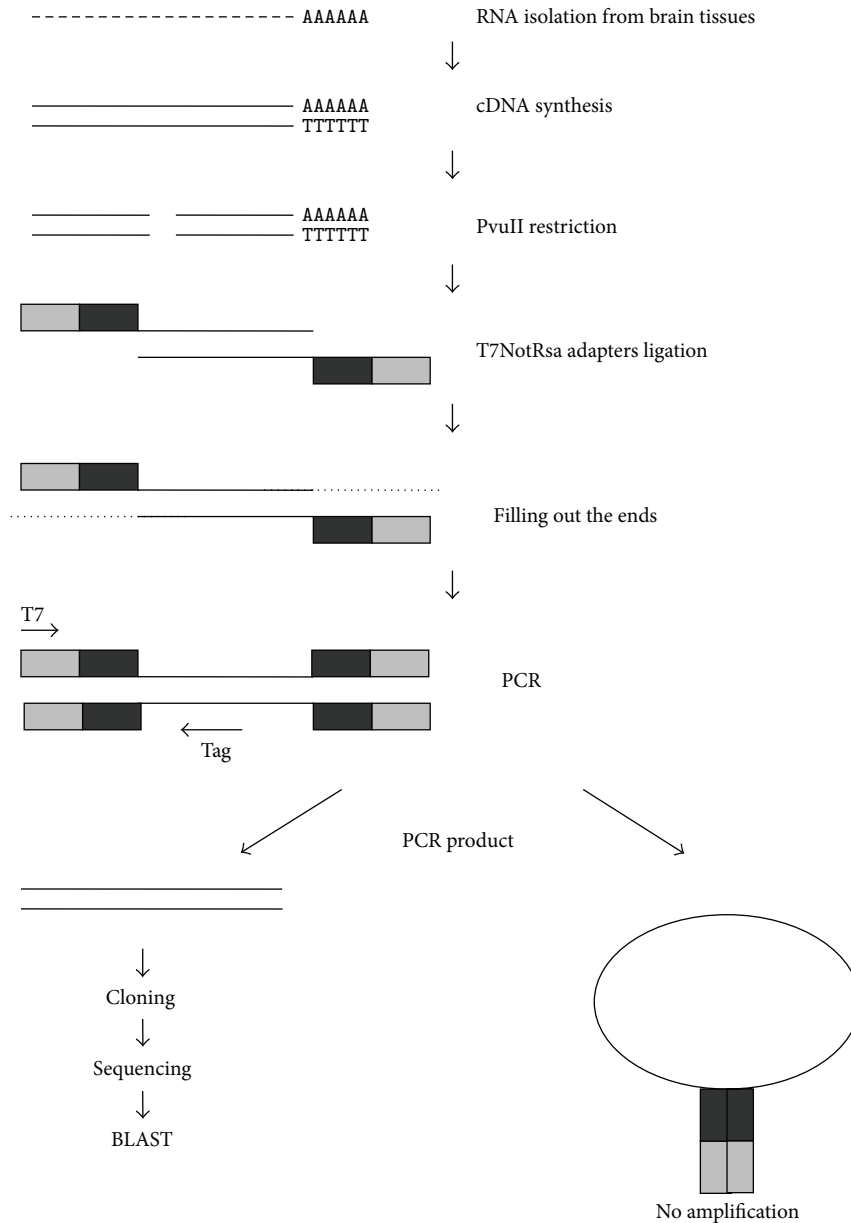 AAAAAA RNA isolation from brain tissues
AAAAAA
TTTTTT
cDNA synthesis
AAAAAA
TTTTTT
PvuII restriction
T7NotRsa adapters ligation
Filling out the ends
T7
PCR
Tag
PCR product
Cloning
Sequencing
BLAST
No amplification